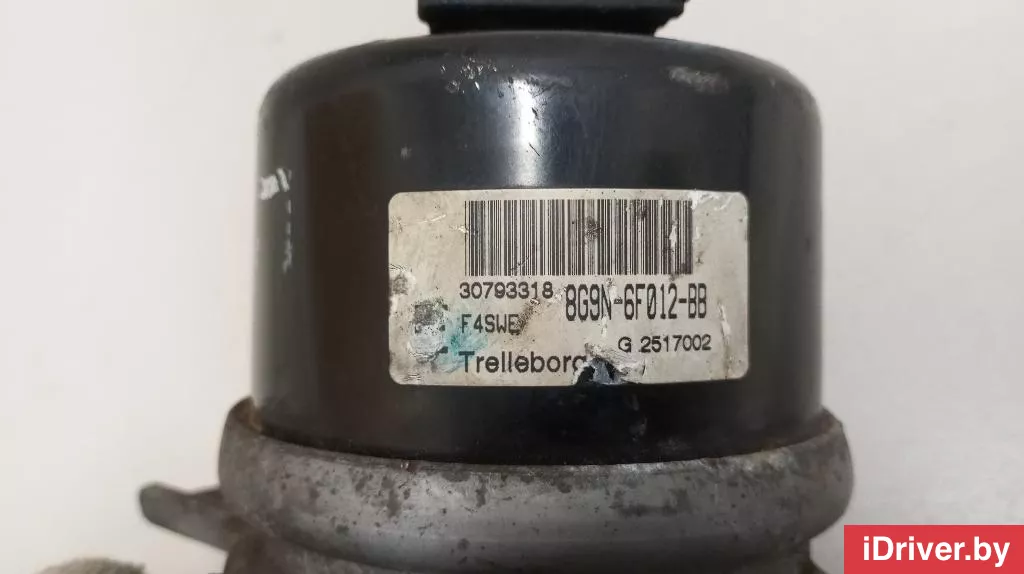 30793318 8G9N-6F012-BB
F4SWE
G 2517002
Trelleborg
iDriver.by